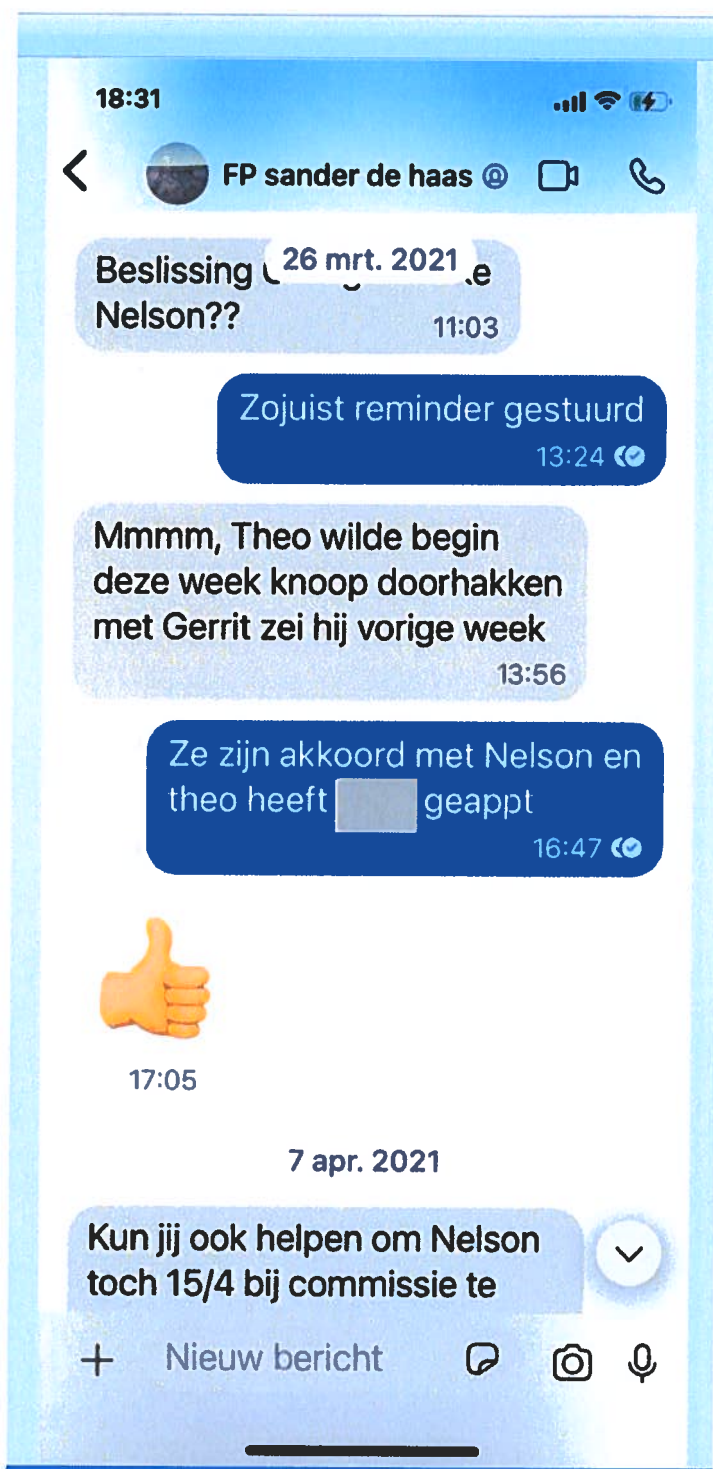 18:31
FP sander de haas
26 mrt. 2021
Beslissing
Nelson??
11:03
Zojuist reminder gestuurd
13:24
Mmmm, Theo wilde begin
deze week knoop doorhakken
met Gerrit zei hij vorige week
13:56
Ze zijn akkoord met Nelson en
theo heeft geappt
16:47
17:05
7 apr. 2021
Kun jij ook helpen om Nelson
toch 15/4 bij commissie te
Nieuw bericht